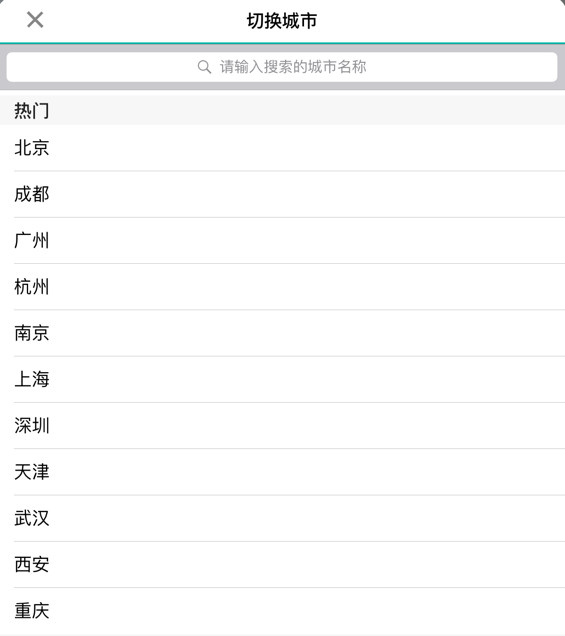 切换城市
请输入搜索的城市名称
热门
北京
成都
广州
杭州
南京
上海
深圳
天津
武汉
西安
重庆